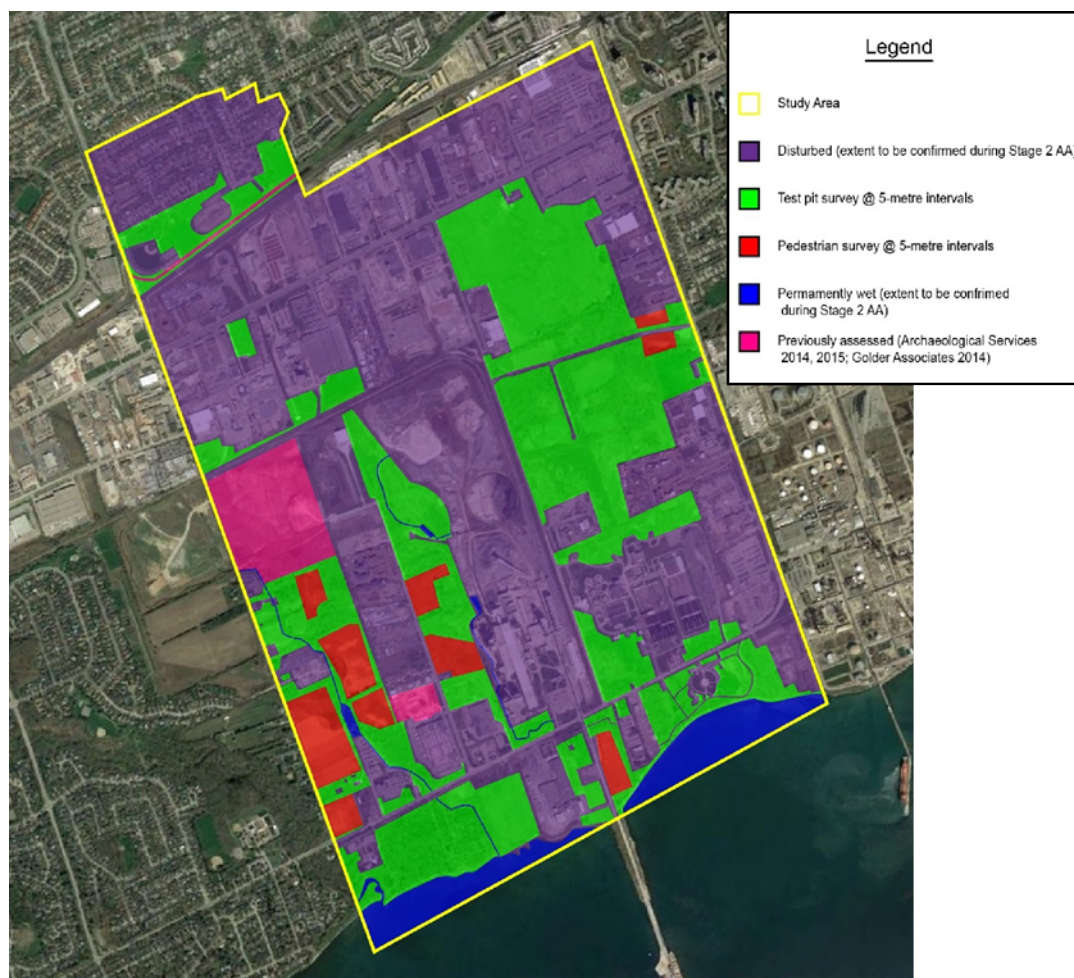 Legend
Study Area
Disturbed (extent to be confirmed during Stage 2 AA)
Test pit survey @ 5-metre intervals
Pedestrian survey @ 5-metre intervals
Permamently wet (extent to be confrimed
during Stage 2 AA)
Previously assessed (Archaeological Services
2014, 2015; Golder Associates 2014)